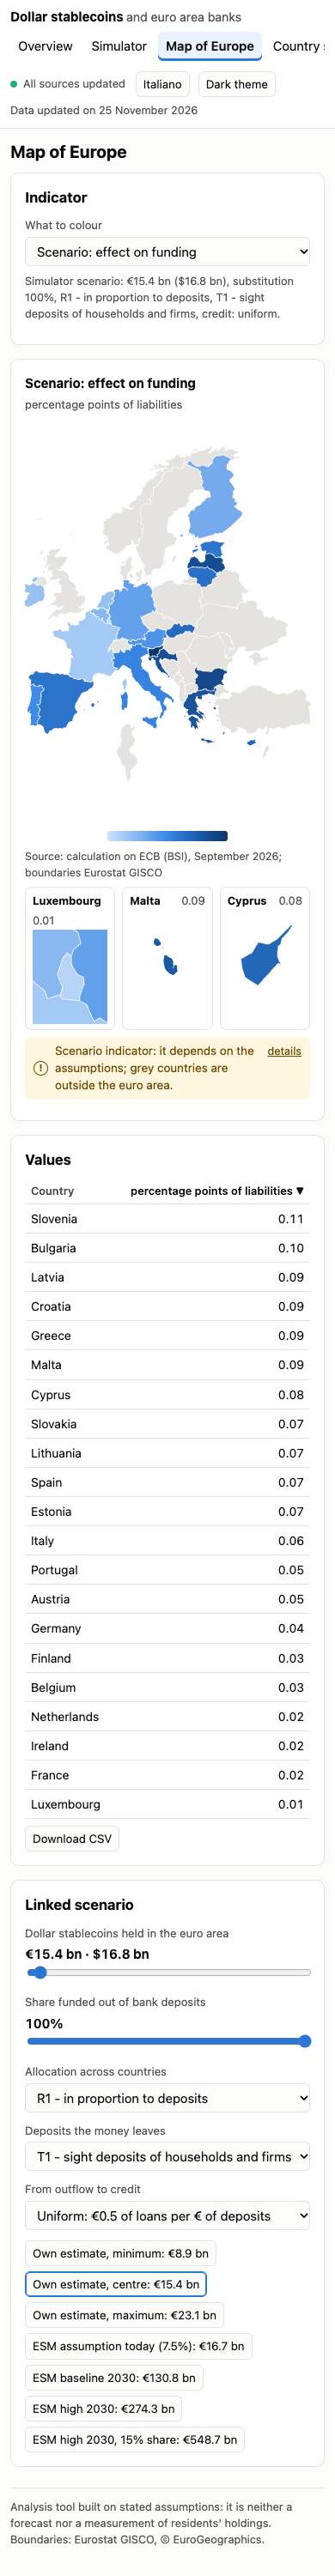 Dollar stablecoins and euro area banks
Overview Simulator Map of Europe Country
All sources updated Italiano Dark theme
Data updated on 25 November 2026
Map of Europe
Indicator
What to colour
Scenario: effect on funding
Simulator scenario: €15.4 bn ($16.8 bn), substitution
100%, R1 - in proportion to deposits, T1 - sight
deposits of households and firms, credit: uniform.
Scenario: effect on funding
percentage points of liabilities
Source: calculation on ECB (BSI), September 2026;
boundaries Eurostat GISCO
Luxembourg
0.01
Malta 0.09
Cyprus 0.08
Scenario indicator: it depends on the details
assumptions; grey countries are
outside the euro area.
Values
Country percentage points of liabilities ▼
Slovenia 0.11
Bulgaria 0.10
Latvia 0.09
Croatia 0.09
Greece 0.09
Malta 0.09
Cyprus 0.08
Slovakia 0.07
Lithuania 0.07
Spain 0.07
Estonia 0.07
Italy 0.06
Portugal 0.05
Austria 0.05
Germany 0.04
Finland 0.03
Belgium 0.03
Netherlands 0.02
Ireland 0.02
France 0.02
Luxembourg 0.01
Download CSV
Linked scenario
Dollar stablecoins held in the euro area
€15.4 bn · $16.8 bn
Share funded out of bank deposits
100%
Allocation across countries
R1 - in proportion to deposits
Deposits the money leaves
T1 - sight deposits of households and firms
From outflow to credit
Uniform: €0.5 of loans per € of deposits
Own estimate, minimum: €8.9 bn
Own estimate, centre: €15.4 bn
Own estimate, maximum: €23.1 bn
ESM assumption today (7.5%): €16.7 bn
ESM baseline 2030: €130.8 bn
ESM high 2030: €274.3 bn
ESM high 2030, 15% share: €548.7 bn
Analysis tool built on stated assumptions: it is neither a
forecast nor a measurement of residents' holdings.
Boundaries: Eurostat GISCO, © EuroGeographics.